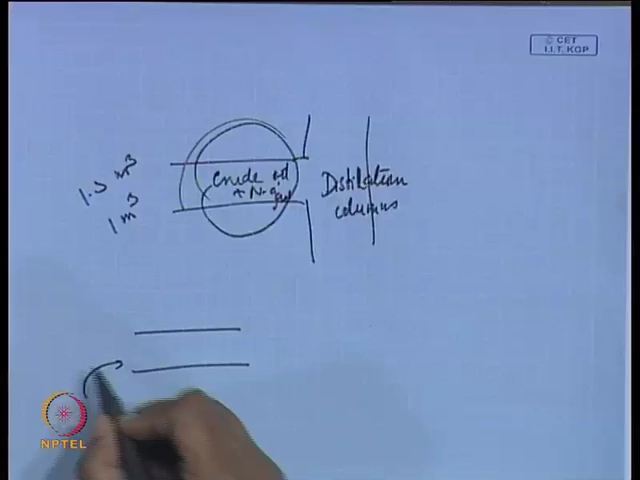 © CET
I.I.T. KGP
1.5 m³
1 m³
Crude oil
+ N. gas
Distillation
columns
NPTEL